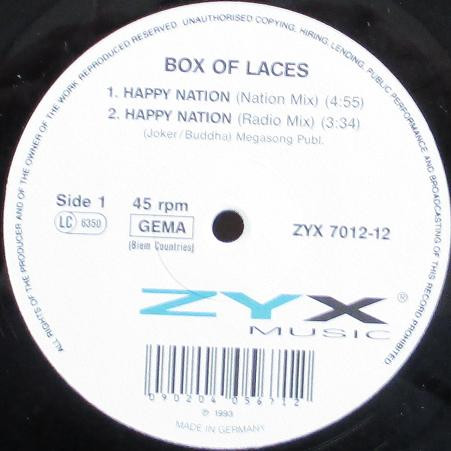 ALL RIGHTS OF THE PRODUCER AND OF THE OWNER OF THE WORK REPRODUCED RESERVED. UNAUTHORISED COPYING, HIRING, LENDING, PUBLIC PERFORMANCE AND BROADCASTING OF THIS RECORD PROHIBITED
BOX OF LACES
1. HAPPY NATION (Nation Mix) (4:55)
2. HAPPY NATION (Radio Mix) (3:34)
(Joker/Buddha) Megasong Publ.
Side 1 45 rpm
LC 6350 GEMA ZYX 7012-12
(Biem Countries)
ZYX ®
MUSIC
090204 056712
℗ 1993
MADE IN GERMANY